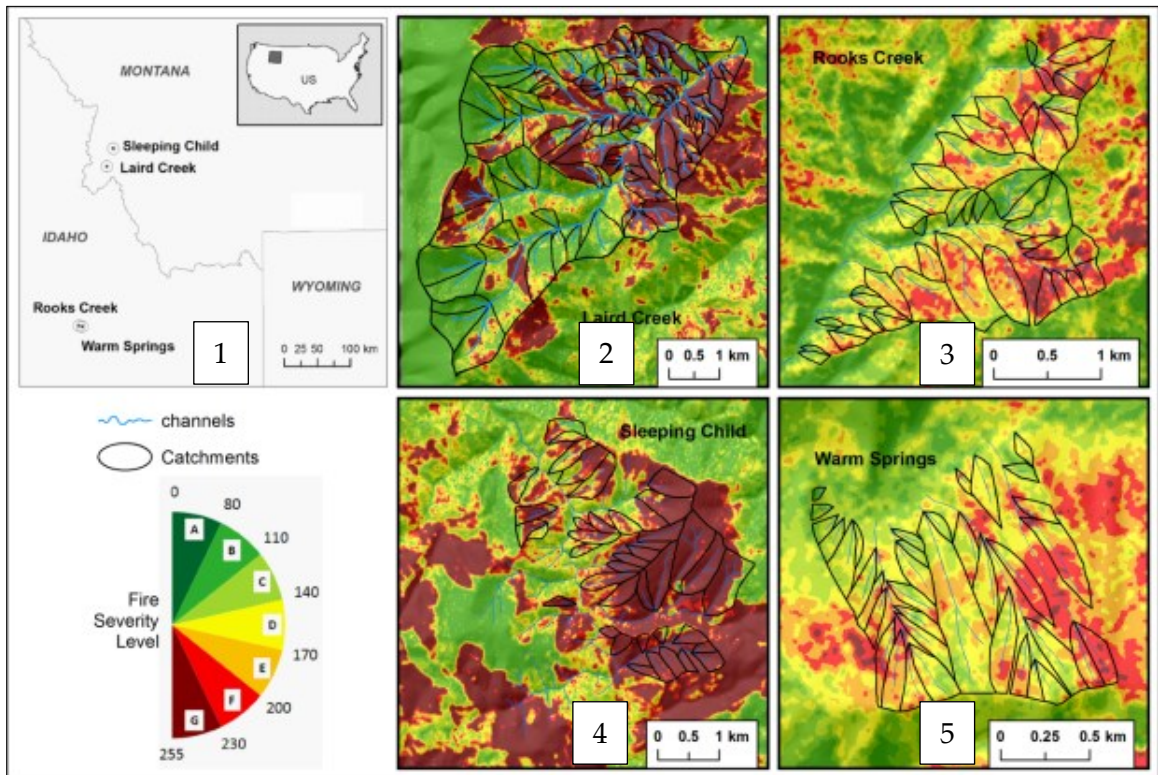 MONTANA
US
Sleeping Child
Laird Creek
IDAHO
WYOMING
Rooks Creek
Warm Springs
1
0 25 50 100 km
Laird Creek
2
0 0.5 1 km
Rooks Creek
3
0 0.5 1 km
channels
Catchments
Fire
Severity
Level
0
80
110
140
170
200
230
255
A
B
C
D
E
F
G
Sleeping Child
4
0 0.5 1 km
Warm Springs
5
0 0.25 0.5 km